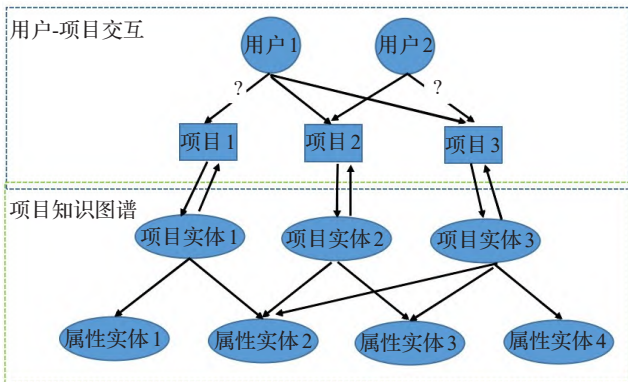 用户-项目交互
用户1
用户2
?
?
项目1
项目2
项目3
项目知识图谱
项目实体1
项目实体2
项目实体3
属性实体1
属性实体2
属性实体3
属性实体4